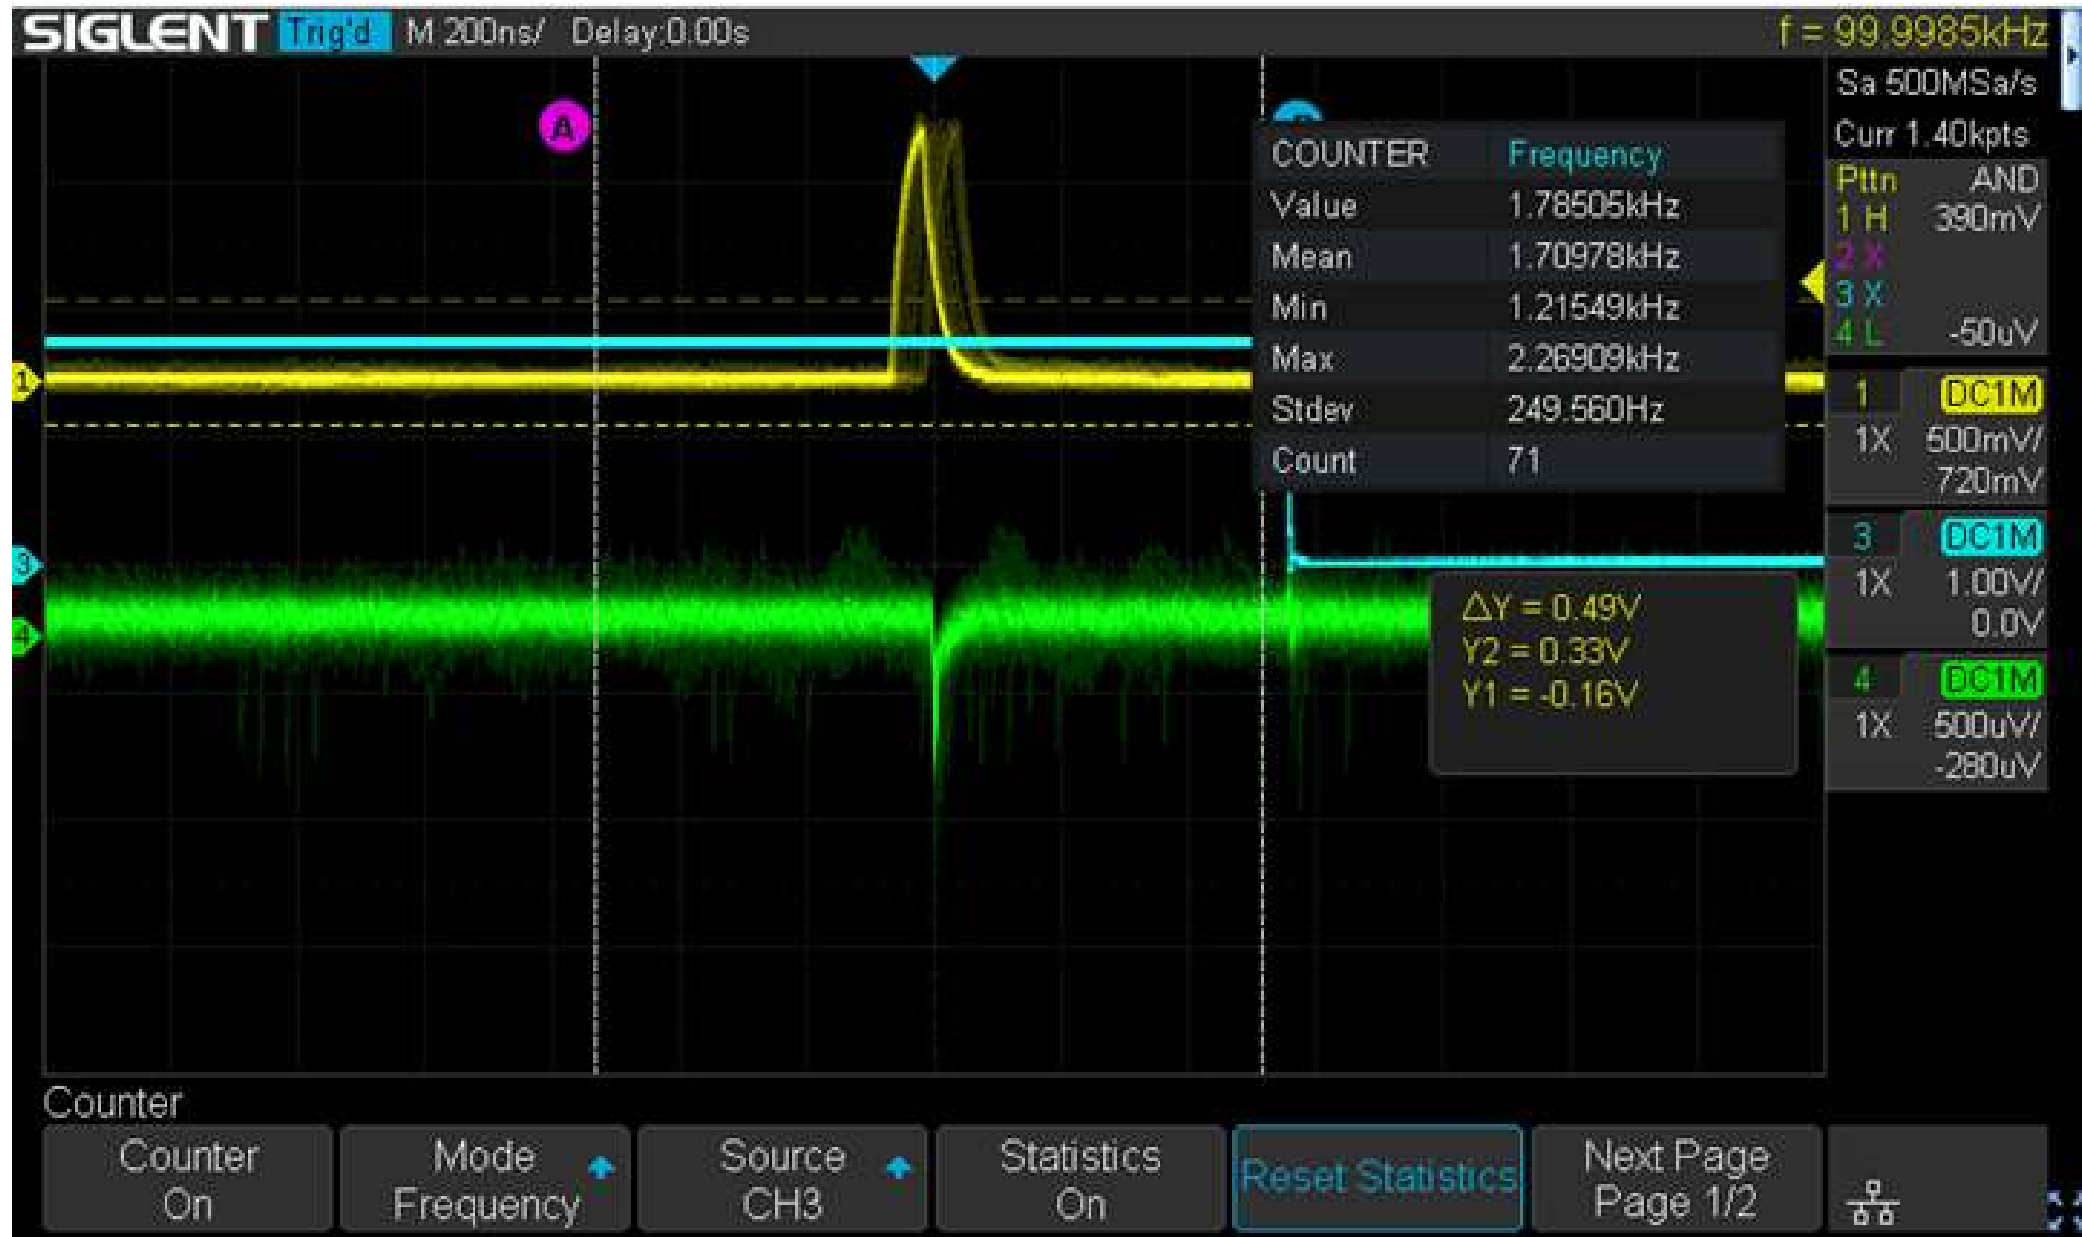 SIGLENT Trig'd M 200ns/ Delay:0.00s f = 99.9985kHz
Sa 500MSa/s
Curr 1.40kpts
Pttn AND
1 H 390mV
2 X
3 X
4 L -50uV
A
COUNTER Frequency
Value 1.78505kHz
Mean 1.70978kHz
Min 1.21549kHz
Max 2.26909kHz
Stdev 249.560Hz
Count 71
1
3
4
1 DC1M
1X 500mV/
720mV
3 DC1M
1X 1.00V/
0.0V
4 DC1M
1X 500uV/
-280uV
△Y = 0.49V
Y2 = 0.33V
Y1 = -0.16V
Counter
Counter On
Mode Frequency
Source CH3
Statistics On
Reset Statistics
Next Page Page 1/2